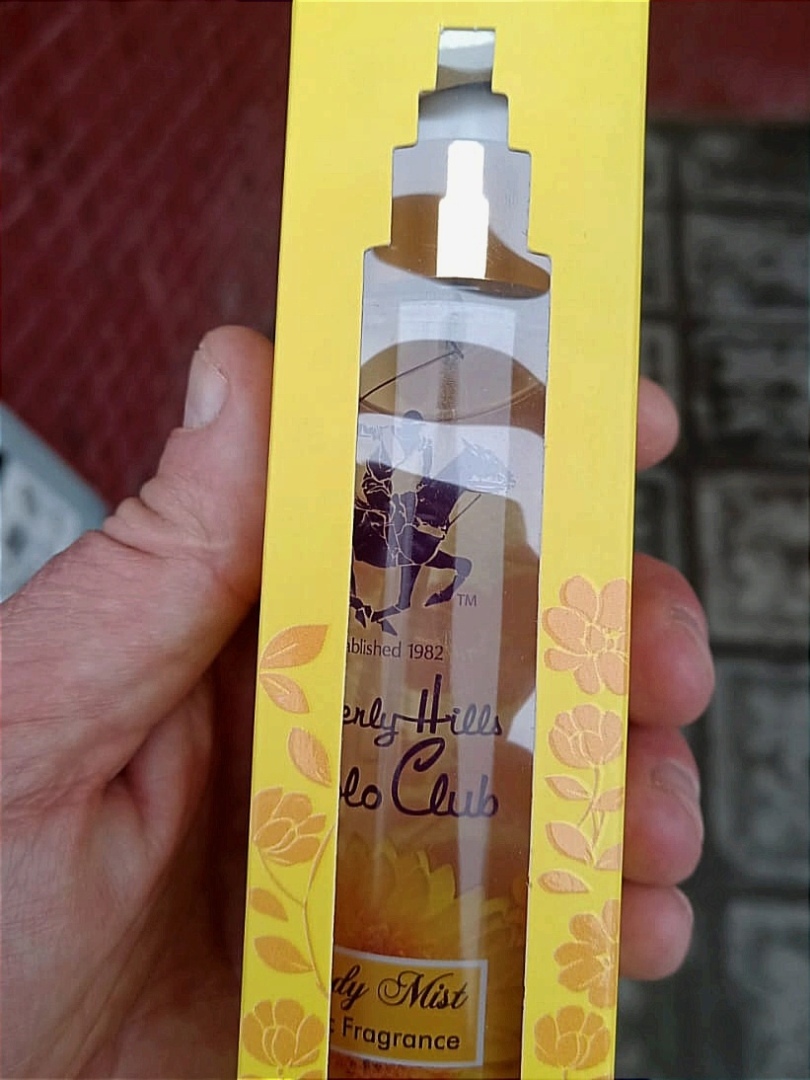 TM
ablished 1982
erly Hills
olo Club
dy Mist
Fragrance